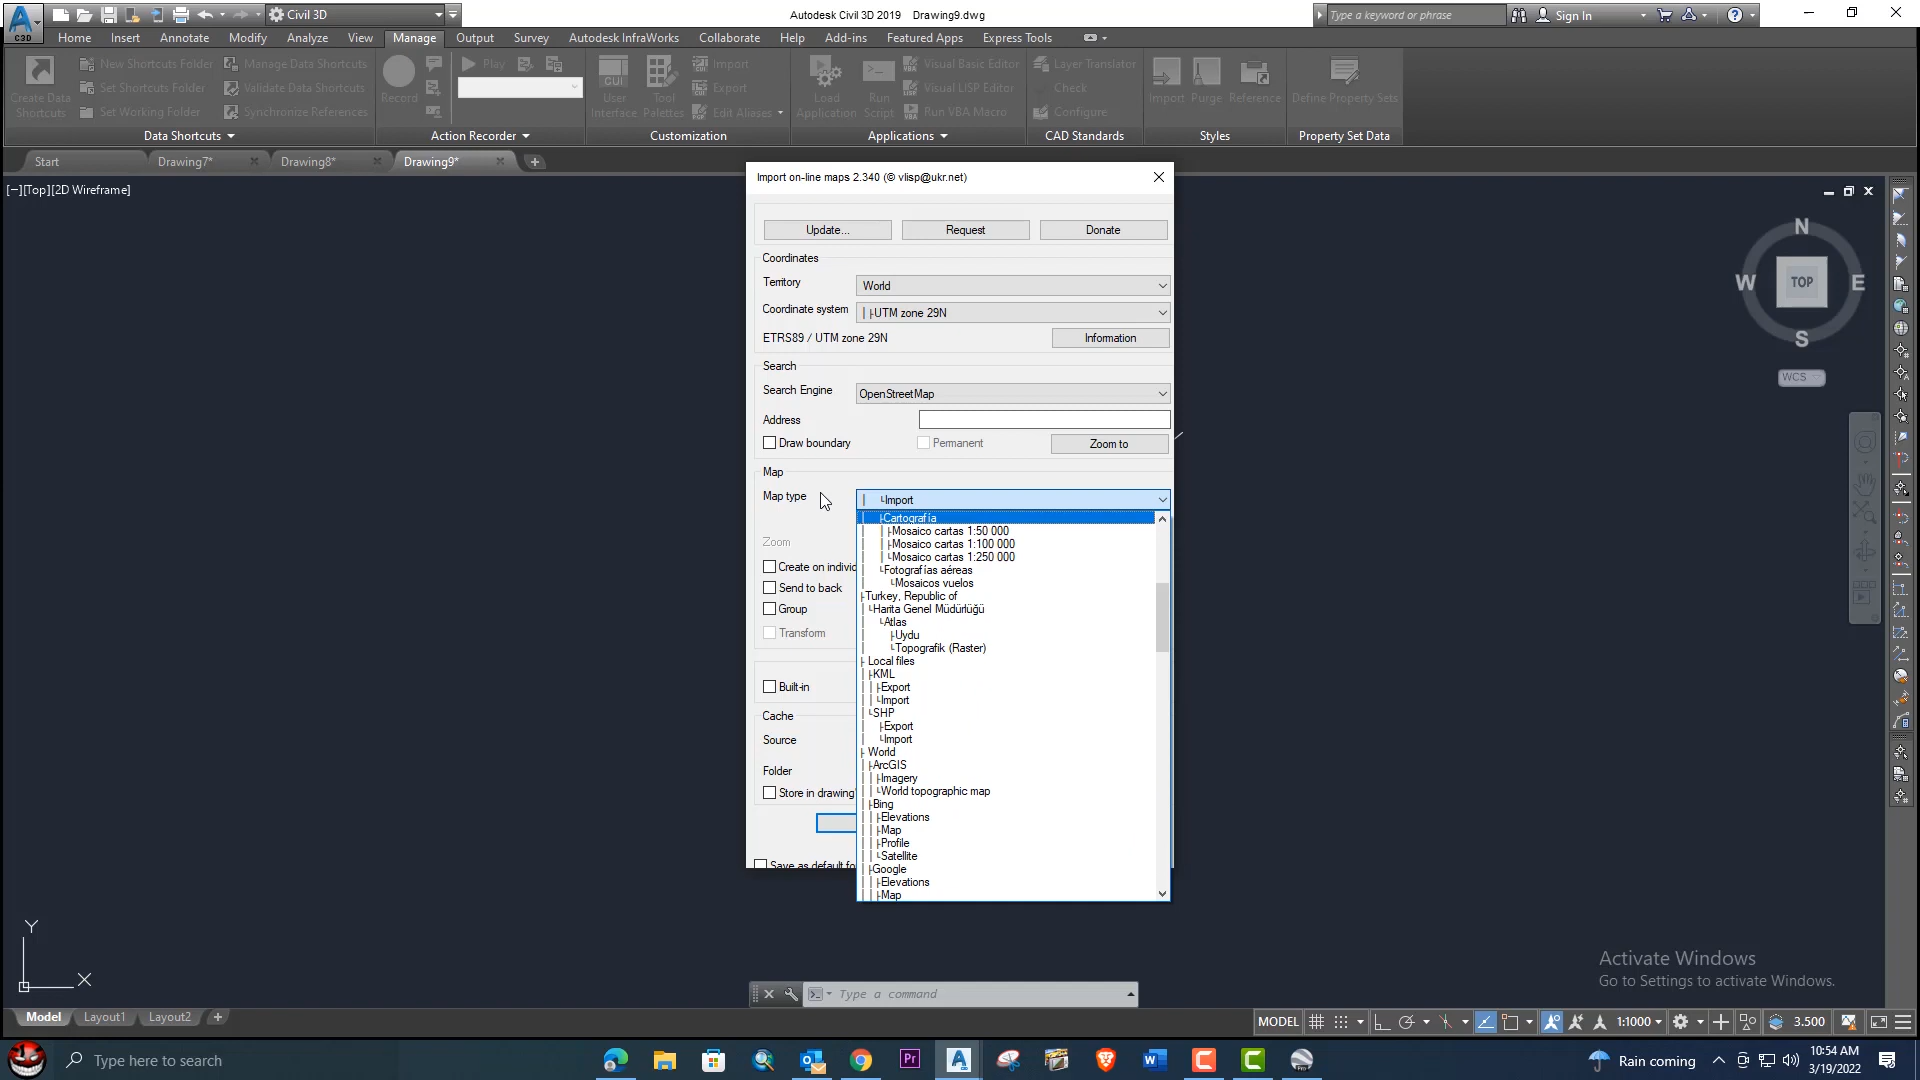 Civil 3D
Autodesk Civil 3D 2019 Drawing9.dwg
Type a keyword or phrase
Sign In
C3D
Home Insert Annotate Modify Analyze View Manage Output Survey Autodesk InfraWorks Collaborate Help Add-ins Featured Apps Express Tools
New Shortcuts Folder
Manage Data Shortcuts
Play
Import
Visual Basic Editor
Layer Translator
Set Shortcuts Folder
Validate Data Shortcuts
Export
Visual LISP Editor
Check
Create Data Shortcuts
Record
User Interface
Tool Palettes
Load Application
Run Script
Import Purge Reference Define Property Sets
Set Working Folder
Synchronize References
Edit Aliases
Run VBA Macro
Configure
Data Shortcuts
Action Recorder
Customization
Applications
CAD Standards
Styles
Property Set Data
Start Drawing7* Drawing8* Drawing9*
[−][Top][2D Wireframe]
Import on-line maps 2.340 (© vlisp@ukr.net)
Update... Request Donate
Coordinates
Territory World
Coordinate system UTM zone 29N
ETRS89 / UTM zone 29N Information
Search
Search Engine OpenStreetMap
Address
Draw boundary Permanent Zoom to
Map
Map type Import
Cartografía
Mosaico cartas 1:50 000
Mosaico cartas 1:100 000
Mosaico cartas 1:250 000
Fotografías aéreas
Mosaicos vuelos
Turkey, Republic of
Harita Genel Müdürlüğü
Atlas
Uydu
Topografik (Raster)
Local files
KML
Export
Import
SHP
Export
Import
World
ArcGIS
Imagery
World topographic map
Bing
Elevations
Map
Profile
Satellite
Google
Elevations
Map
Zoom
Create on individ
Send to back
Group
Transform
Built-in
Cache
Source
Folder
Store in drawing'
Save as default fo
N
W TOP E
S
WCS
Y
X
Activate Windows
Go to Settings to activate Windows.
Type a command
Model Layout1 Layout2
MODEL
1:1000
3.500
Type here to search
Pr
Rain coming
10:54 AM
3/19/2022